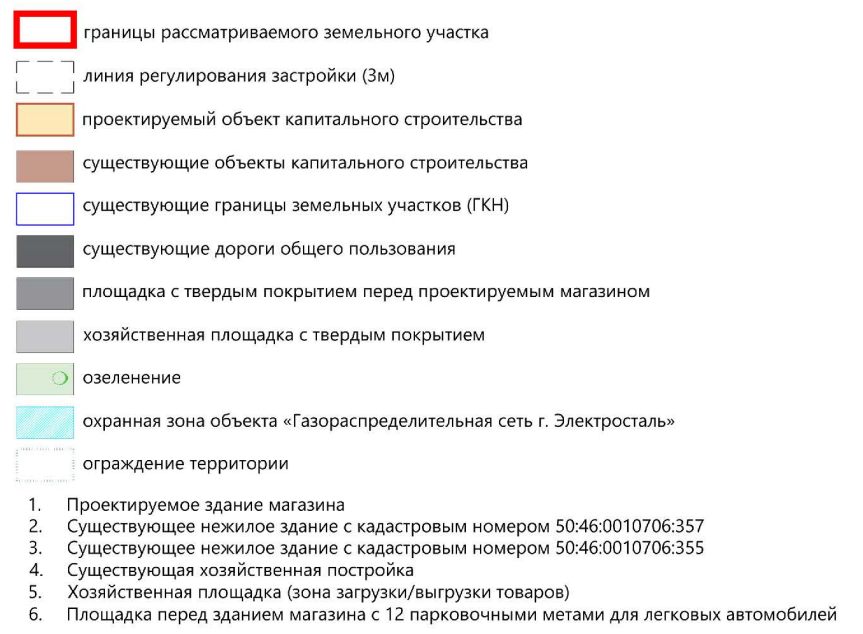 границы рассматриваемого земельного участка
линия регулирования застройки (3м)
проектируемый объект капитального строительства
существующие объекты капитального строительства
существующие границы земельных участков (ГКН)
существующие дороги общего пользования
площадка с твердым покрытием перед проектируемым магазином
хозяйственная площадка с твердым покрытием
озеленение
охранная зона объекта «Газораспределительная сеть г. Электросталь»
ограждение территории
1. Проектируемое здание магазина
2. Существующее нежилое здание с кадастровым номером 50:46:0010706:357
3. Существующее нежилое здание с кадастровым номером 50:46:0010706:355
4. Существующая хозяйственная постройка
5. Хозяйственная площадка (зона загрузки/выгрузки товаров)
6. Площадка перед зданием магазина с 12 парковочными метами для легковых автомобилей